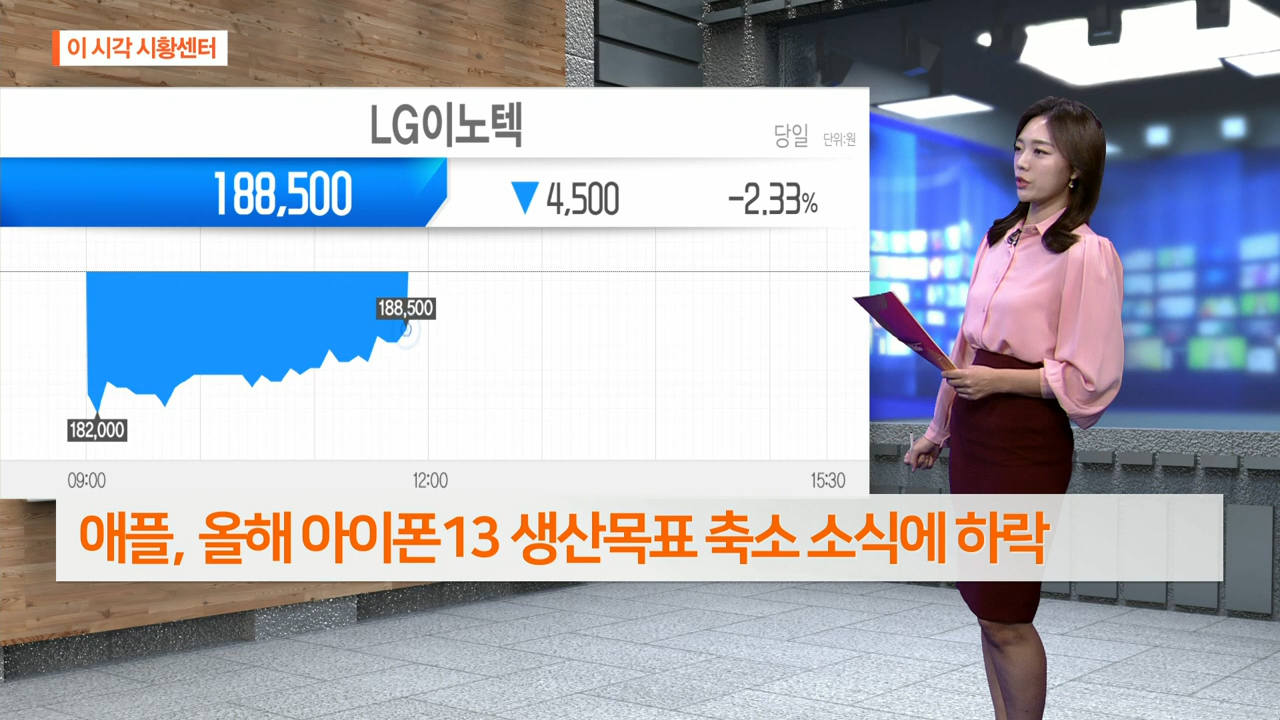 이 시각 시황센터
LG이노텍
당일 단위:원
188,500 ▼4,500 -2.33%
188,500
182,000
09:00 12:00 15:30
애플, 올해 아이폰13 생산목표 축소 소식에 하락